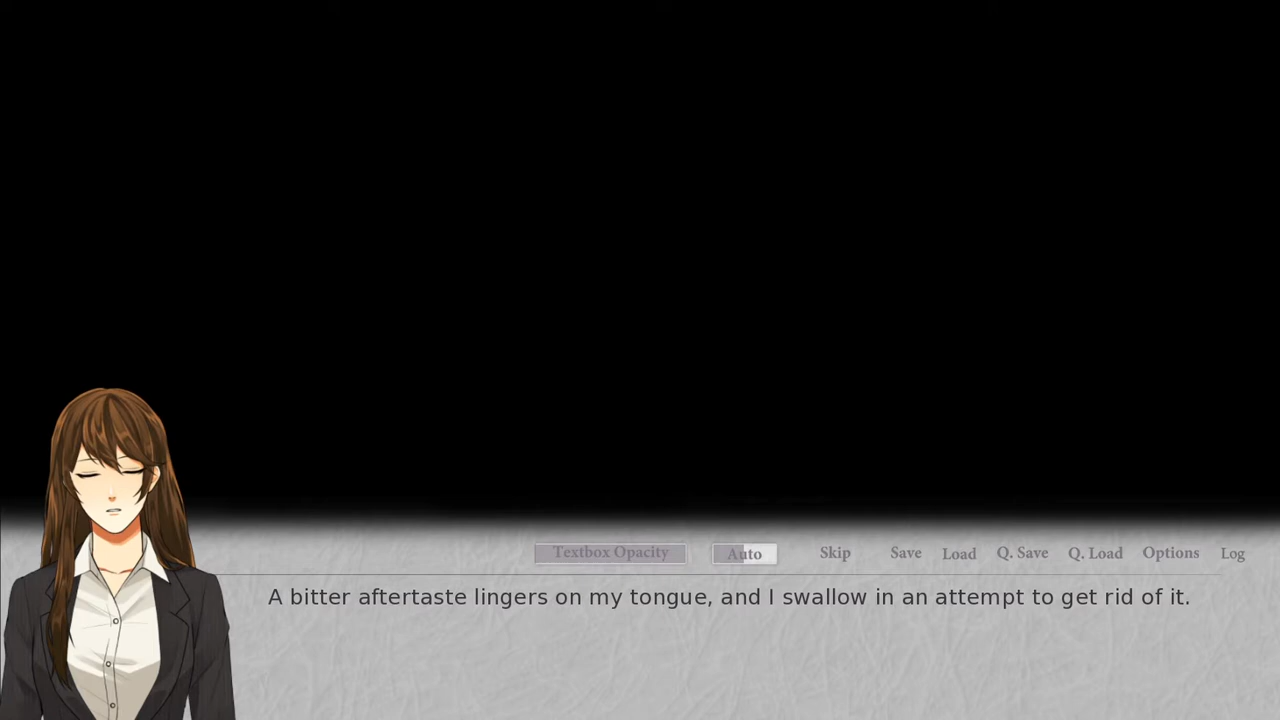 Textbox Opacity Auto Skip Save Load Q. Save Q. Load Options Log
A bitter aftertaste lingers on my tongue, and I swallow in an attempt to get rid of it.